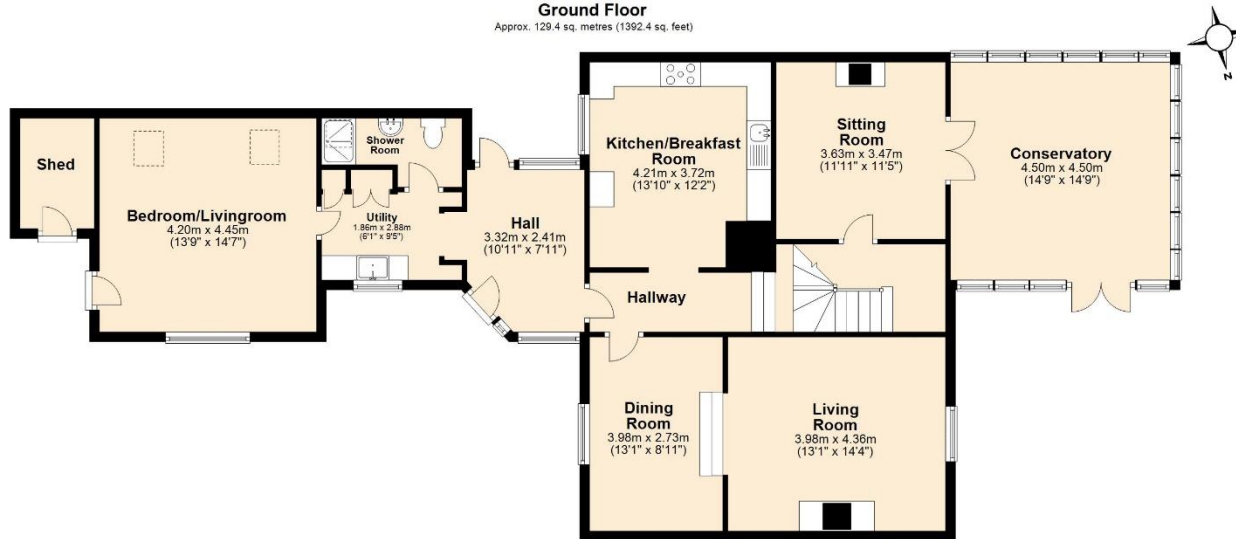 Ground Floor
Approx. 129.4 sq. metres (1392.4 sq. feet)
N
Shed
Bedroom/Livingroom
4.20m x 4.45m
(13'9" x 14'7")
Shower
Room
Utility
1.86m x 2.88m
(6'1" x 9'5")
Hall
3.32m x 2.41m
(10'11" x 7'11")
Kitchen/Breakfast
Room
4.21m x 3.72m
(13'10" x 12'2")
Sitting
Room
3.63m x 3.47m
(11'11" x 11'5")
Conservatory
4.50m x 4.50m
(14'9" x 14'9")
Hallway
Dining
Room
3.98m x 2.73m
(13'1" x 8'11")
Living
Room
3.98m x 4.36m
(13'1" x 14'4")